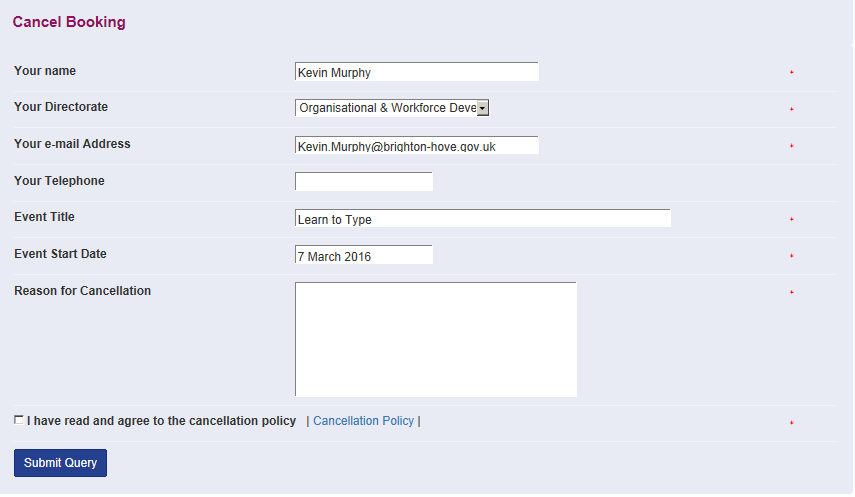 Cancel Booking
Your name Kevin Murphy *
Your Directorate Organisational & Workforce Deve *
Your e-mail Address Kevin.Murphy@brighton-hove.gov.uk *
Your Telephone
Event Title Learn to Type *
Event Start Date 7 March 2016 *
Reason for Cancellation *
I have read and agree to the cancellation policy | Cancellation Policy | *
Submit Query